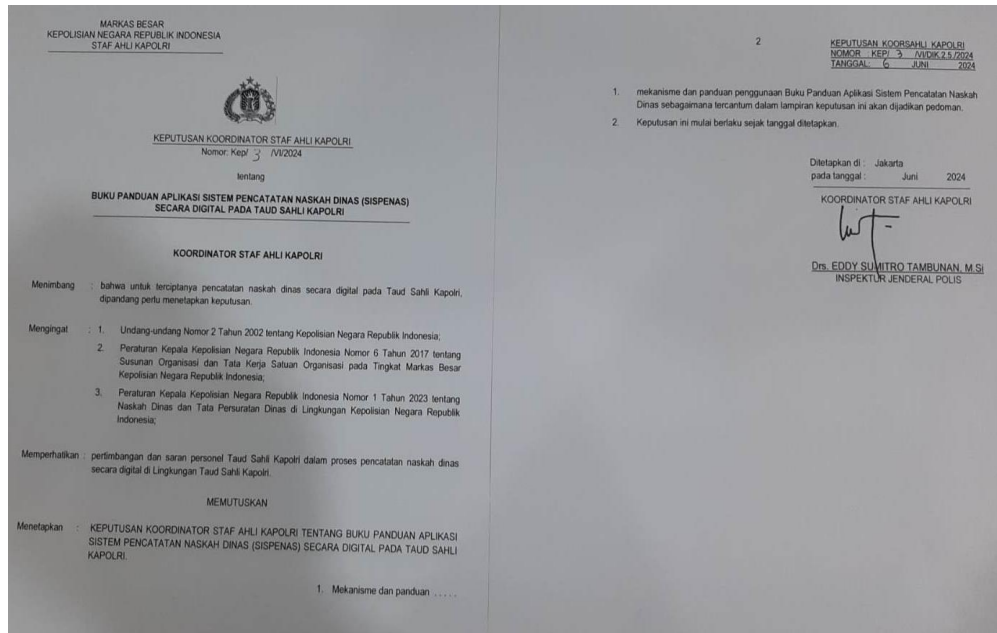 MARKAS BESAR
KEPOLISIAN NEGARA REPUBLIK INDONESIA
STAF AHLI KAPOLRI
KEPUTUSAN KOORDINATOR STAF AHLI KAPOLRI
Nomor: Kep/ 3 /VI/2024
tentang
BUKU PANDUAN APLIKASI SISTEM PENCATATAN NASKAH DINAS (SISPENAS)
SECARA DIGITAL PADA TAUD SAHLI KAPOLRI
KOORDINATOR STAF AHLI KAPOLRI
Menimbang : bahwa untuk terciptanya pencatatan naskah dinas secara digital pada Taud Sahli Kapolri,
dipandang perlu menetapkan keputusan.
Mengingat : 1. Undang-undang Nomor 2 Tahun 2002 tentang Kepolisian Negara Republik Indonesia;
2. Peraturan Kepala Kepolisian Negara Republik Indonesia Nomor 6 Tahun 2017 tentang
Susunan Organisasi dan Tata Kerja Satuan Organisasi pada Tingkat Markas Besar
Kepolisian Negara Republik Indonesia;
3. Peraturan Kepala Kepolisian Negara Republik Indonesia Nomor 1 Tahun 2023 tentang
Naskah Dinas dan Tata Persuratan Dinas di Lingkungan Kepolisian Negara Republik
Indonesia;
Memperhatikan : pertimbangan dan saran personel Taud Sahli Kapolri dalam proses pencatatan naskah dinas
secara digital di Lingkungan Taud Sahli Kapolri.
MEMUTUSKAN
Menetapkan : KEPUTUSAN KOORDINATOR STAF AHLI KAPOLRI TENTANG BUKU PANDUAN APLIKASI
SISTEM PENCATATAN NASKAH DINAS (SISPENAS) SECARA DIGITAL PADA TAUD SAHLI
KAPOLRI.
1. Mekanisme dan panduan .....
2
KEPUTUSAN KOORSAHLI KAPOLRI
NOMOR KEP/ 3 /VI/DIK.2.5./2024
TANGGAL: 6 JUNI 2024
1. mekanisme dan panduan penggunaan Buku Panduan Aplikasi Sistem Pencatatan Naskah
Dinas sebagaimana tercantum dalam lampiran keputusan ini akan dijadikan pedoman.
2. Keputusan ini mulai berlaku sejak tanggal ditetapkan.
Ditetapkan di : Jakarta
pada tanggal : Juni 2024
KOORDINATOR STAF AHLI KAPOLRI
Drs. EDDY SUMITRO TAMBUNAN, M.Si
INSPEKTUR JENDERAL POLIS